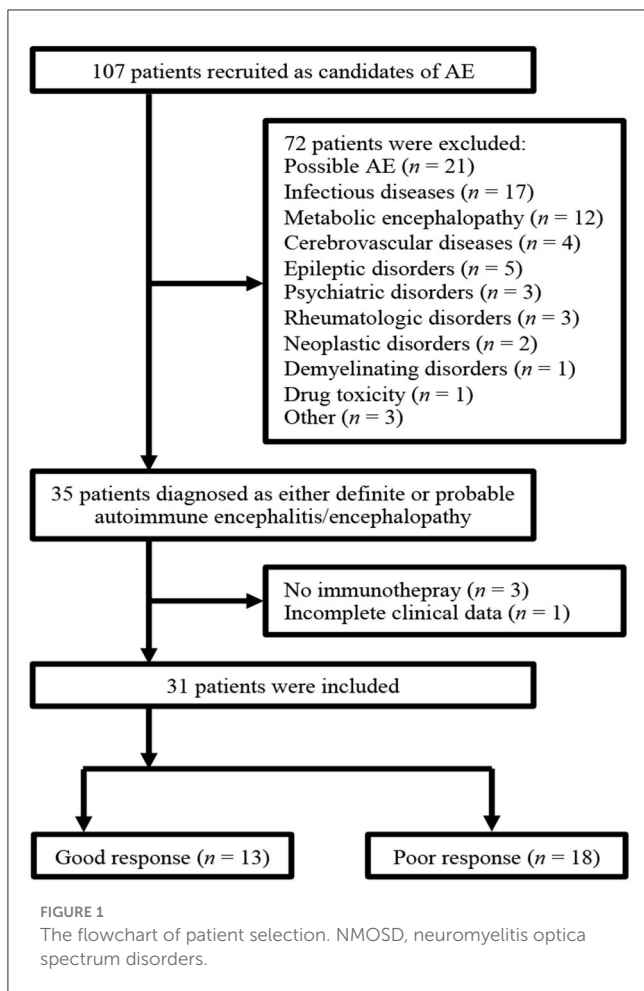 107 patients recruited as candidates of AE
72 patients were excluded:
Possible AE (n = 21)
Infectious diseases (n = 17)
Metabolic encephalopathy (n = 12)
Cerebrovascular diseases (n = 4)
Epileptic disorders (n = 5)
Psychiatric disorders (n = 3)
Rheumatologic disorders (n = 3)
Neoplastic disorders (n = 2)
Demyelinating disorders (n = 1)
Drug toxicity (n = 1)
Other (n = 3)
35 patients diagnosed as either definite or probable
autoimmune encephalitis/encephalopathy
No immunothepray (n = 3)
Incomplete clinical data (n = 1)
31 patients were included
Good response (n = 13)
Poor response (n = 18)
FIGURE 1
The flowchart of patient selection. NMOSD, neuromyelitis optica
spectrum disorders.